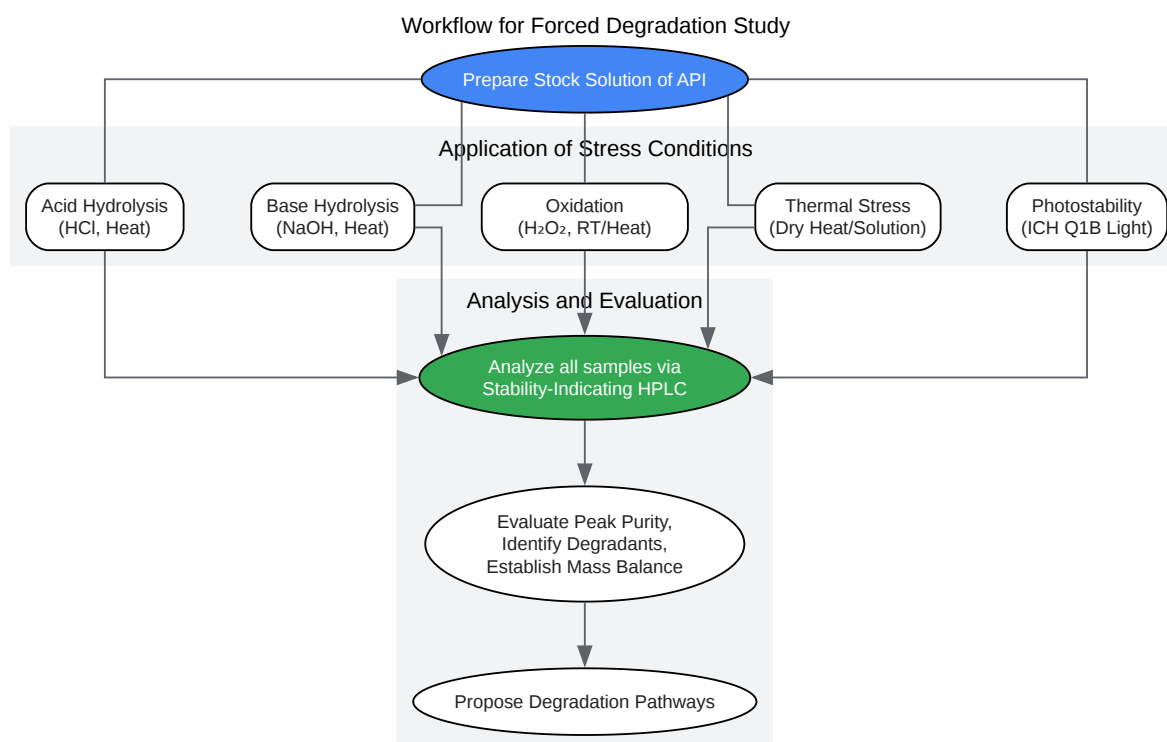 Workflow for Forced Degradation Study
Prepare Stock Solution of API
Application of Stress Conditions
Acid Hydrolysis
(HCl, Heat)
Base Hydrolysis
(NaOH, Heat)
Oxidation
(H₂O₂, RT/Heat)
Thermal Stress
(Dry Heat/Solution)
Photostability
(ICH Q1B Light)
Analysis and Evaluation
Analyze all samples via
Stability-Indicating HPLC
Evaluate Peak Purity,
Identify Degradants,
Establish Mass Balance
Propose Degradation Pathways